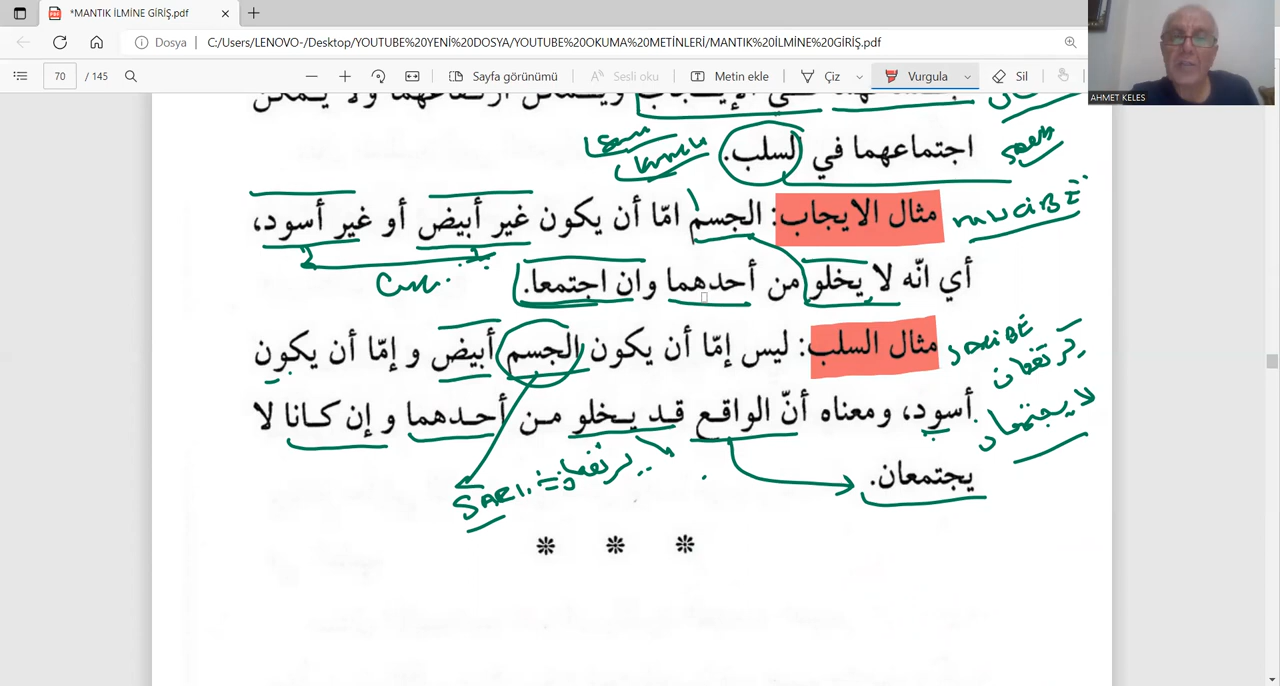 *MANTIK İLMİNE GİRİŞ.pdf
Dosya C:/Users/LENOVO-/Desktop/YOUTUBE%20YENİ%20DOSYA/YOUTUBE%20OKUMA%20METİNLERİ/MANTIK%20İLMİNE%20GİRİŞ.pdf
70 / 145
Sayfa görünümü
Sesli oku
Metin ekle
Çiz
Vurgula
Sil
AHMET KELES
اجتماعهما في السلب.
مثال الايجاب: الجسم امّا أن يكون غير أبيض أو غير أسود،
MUCİBE
أي انّه لا يخلو من أحدهما وان اجتمعا.
مثال السلب: ليس إمّا أن يكون الجسم أبيض و إمّا أن يكون
SALİBE
يرتفعان
أسود، ومعناه أنّ الواقع قد يخلو من أحدهما و إن كانا لا
لا يجتمعان
يجتمعان.
SARI
يرتفعان